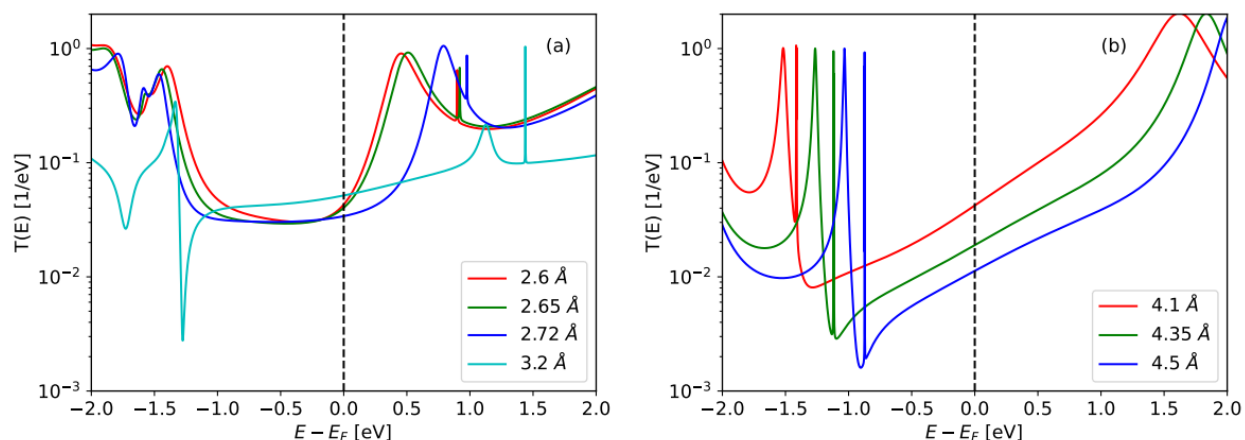 (a)
T(E) [1/eV]
10⁰
10⁻¹
10⁻²
10⁻³
2.6 Å
2.65 Å
2.72 Å
3.2 Å
−2.0 −1.5 −1.0 −0.5 0.0 0.5 1.0 1.5 2.0
E − E_F [eV]
(b)
T(E) [1/eV]
10⁰
10⁻¹
10⁻²
10⁻³
4.1 Å
4.35 Å
4.5 Å
−2.0 −1.5 −1.0 −0.5 0.0 0.5 1.0 1.5 2.0
E − E_F [eV]